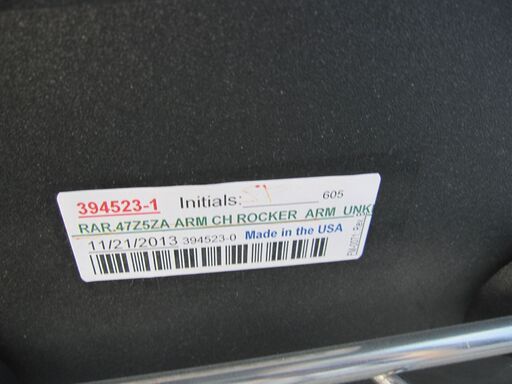 394523-1 Initials: 605
RAR.47Z5ZA ARM CH ROCKER ARM UNK
11/21/2013 394523-0 Made in the USA